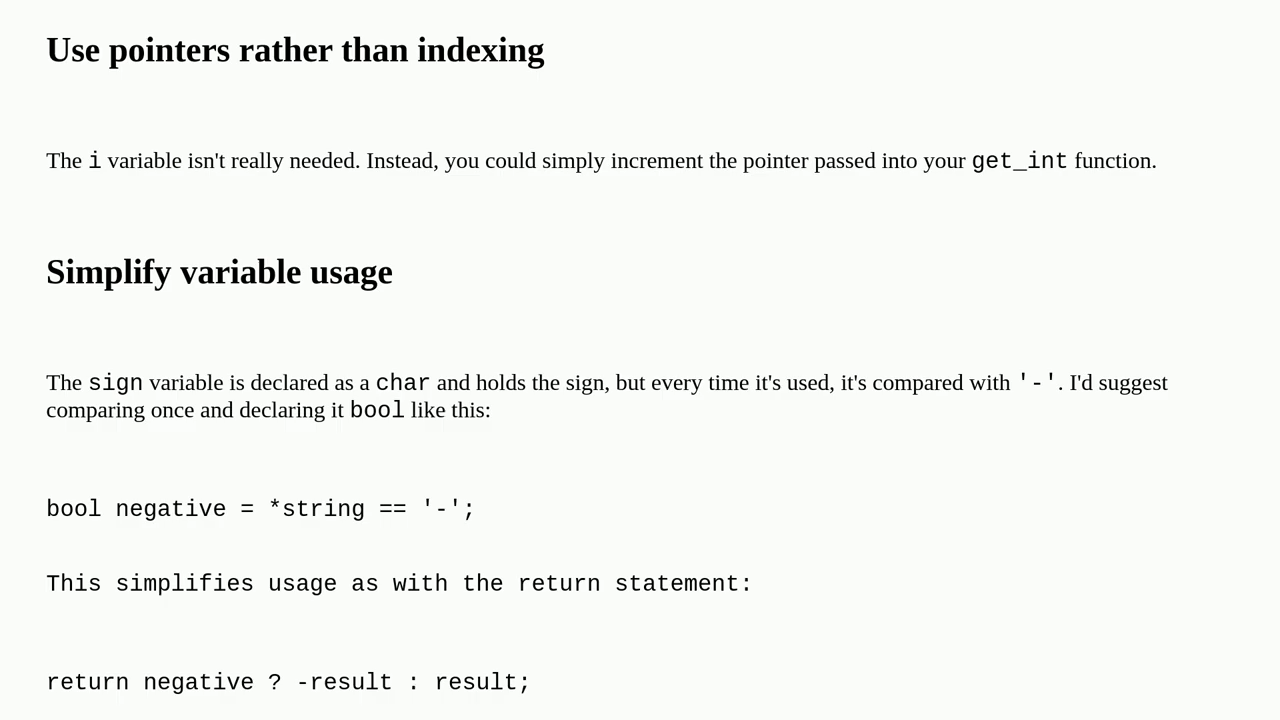 Use pointers rather than indexing
The i variable isn't really needed. Instead, you could simply increment the pointer passed into your get_int function.
Simplify variable usage
The sign variable is declared as a char and holds the sign, but every time it's used, it's compared with '-'. I'd suggest
comparing once and declaring it bool like this:
bool negative = *string == '-';
This simplifies usage as with the return statement:
return negative ? -result : result;